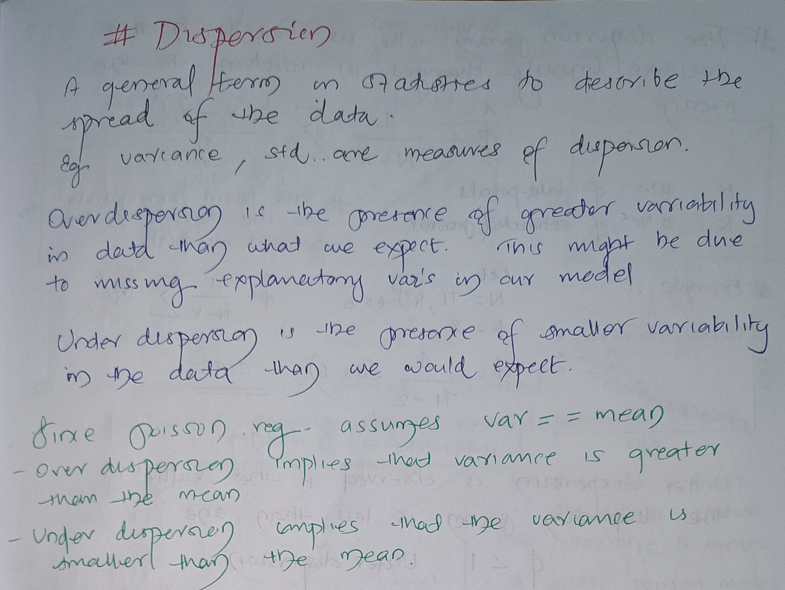 # Dispersion
A general term in statistics to describe the
spread of the data.
Eg. variance, std.. are measures of dispersion.
Overdispersion is the presence of greater varriability
in data than what we expect. This might be due
to missing explanatory var's in our model
Under dispersion is the presence of smaller variability
in the data than we would expect.
Since poisson reg. assumes var == mean
- Over dispersion implies that variance is greater
than the mean
- Under dispersion implies that the variance is
smaller than the mean.